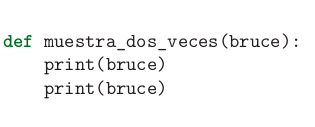 def muestra_dos_veces(bruce):
    print(bruce)
    print(bruce)